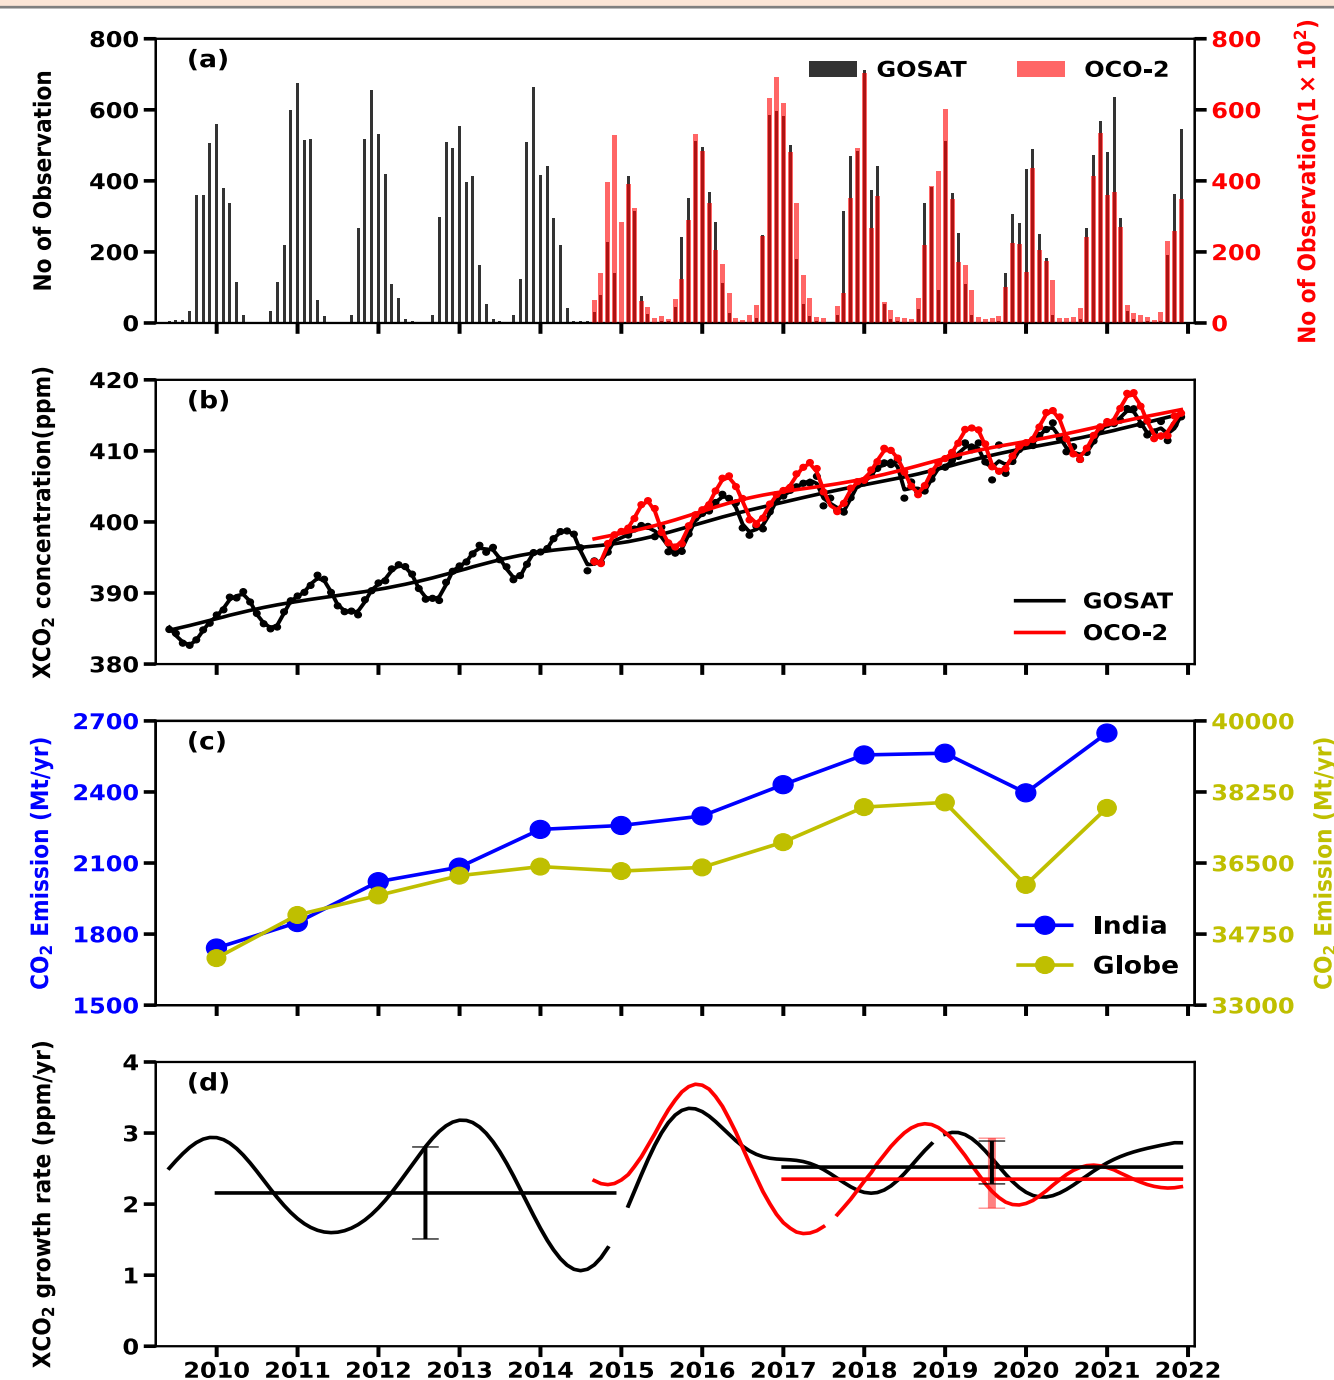 (a)
GOSAT
OCO-2
800
600
400
200
0
No of Observation
800
600
400
200
0
No of Observation(1 × 10²)
(b)
420
410
400
390
380
XCO₂ concentration(ppm)
GOSAT
OCO-2
(c)
2700
2400
2100
1800
1500
CO₂ Emission (Mt/yr)
40000
38250
36500
34750
33000
CO₂ Emission (Mt/yr)
India
Globe
(d)
4
3
2
1
0
XCO₂ growth rate (ppm/yr)
2010 2011 2012 2013 2014 2015 2016 2017 2018 2019 2020 2021 2022